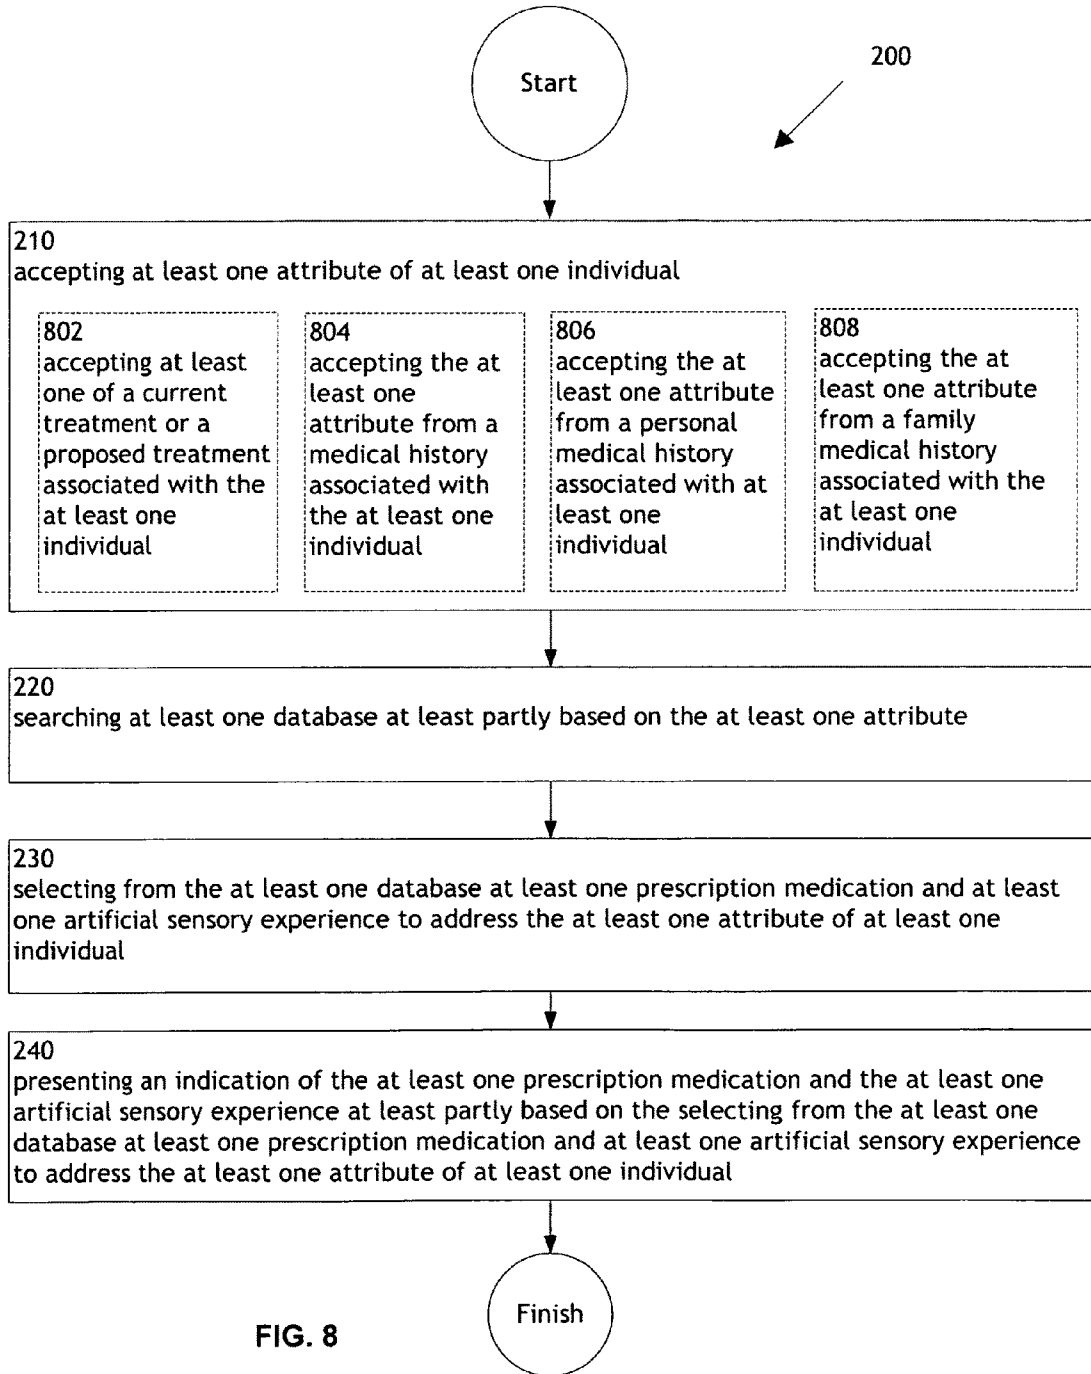 Start
200
210
accepting at least one attribute of at least one individual
802
accepting at least
one of a current
treatment or a
proposed treatment
associated with the
at least one
individual
804
accepting the at
least one
attribute from a
medical history
associated with
the at least one
individual
806
accepting the at
least one attribute
from a personal
medical history
associated with at
least one
individual
808
accepting the at
least one attribute
from a family
medical history
associated with the
at least one
individual
220
searching at least one database at least partly based on the at least one attribute
230
selecting from the at least one database at least one prescription medication and at least
one artificial sensory experience to address the at least one attribute of at least one
individual
240
presenting an indication of the at least one prescription medication and the at least one
artificial sensory experience at least partly based on the selecting from the at least one
database at least one prescription medication and at least one artificial sensory experience
to address the at least one attribute of at least one individual
Finish
FIG. 8